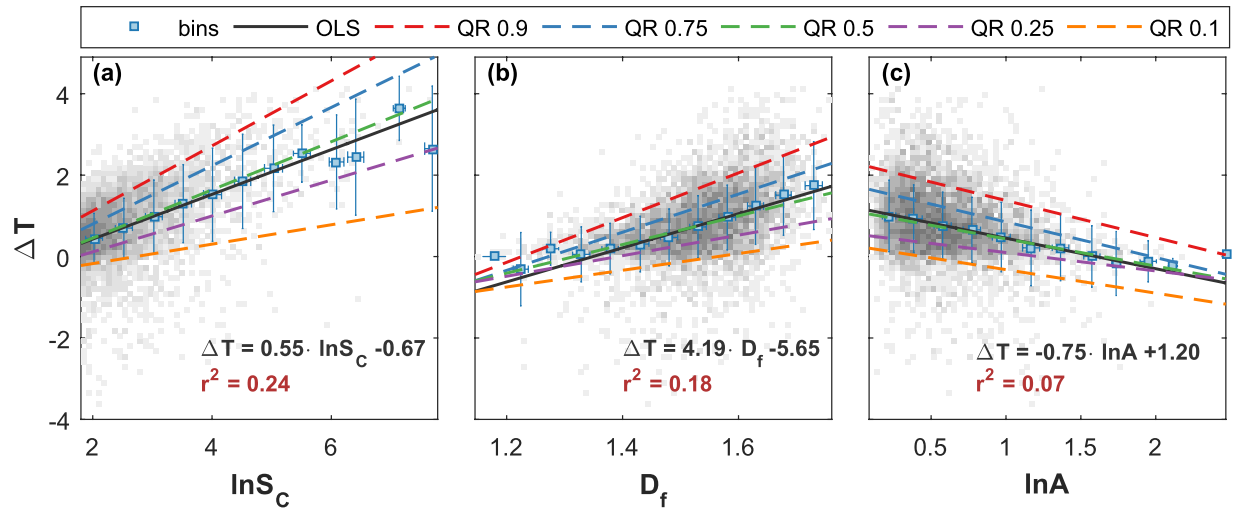 bins OLS QR 0.9 QR 0.75 QR 0.5 QR 0.25 QR 0.1
(a) (b) (c)
4
2
0
-2
-4
ΔT
ΔT = 0.55· lnS_C -0.67
r² = 0.24
ΔT = 4.19· D_f -5.65
r² = 0.18
ΔT = -0.75· lnA +1.20
r² = 0.07
2 4 6
1.2 1.4 1.6
0.5 1 1.5 2
lnS_C
D_f
lnA